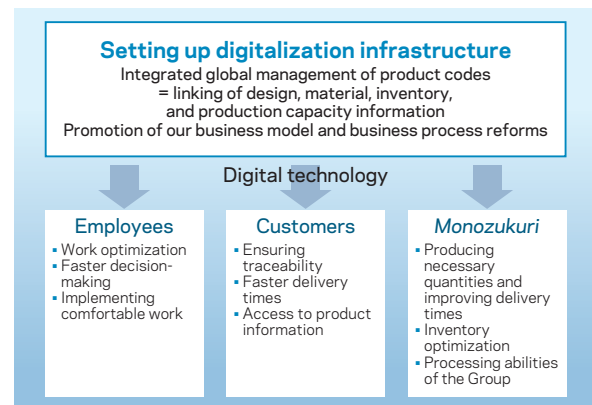 Setting up digitalization infrastructure
Integrated global management of product codes
= linking of design, material, inventory,
and production capacity information
Promotion of our business model and business process reforms
Digital technology
Employees
▪ Work optimization
▪ Faster decision-
making
▪ Implementing
comfortable work
Customers
▪ Ensuring
traceability
▪ Faster delivery
times
▪ Access to product
information
Monozukuri
▪ Producing
necessary
quantities and
improving delivery
times
▪ Inventory
optimization
▪ Processing abilities
of the Group